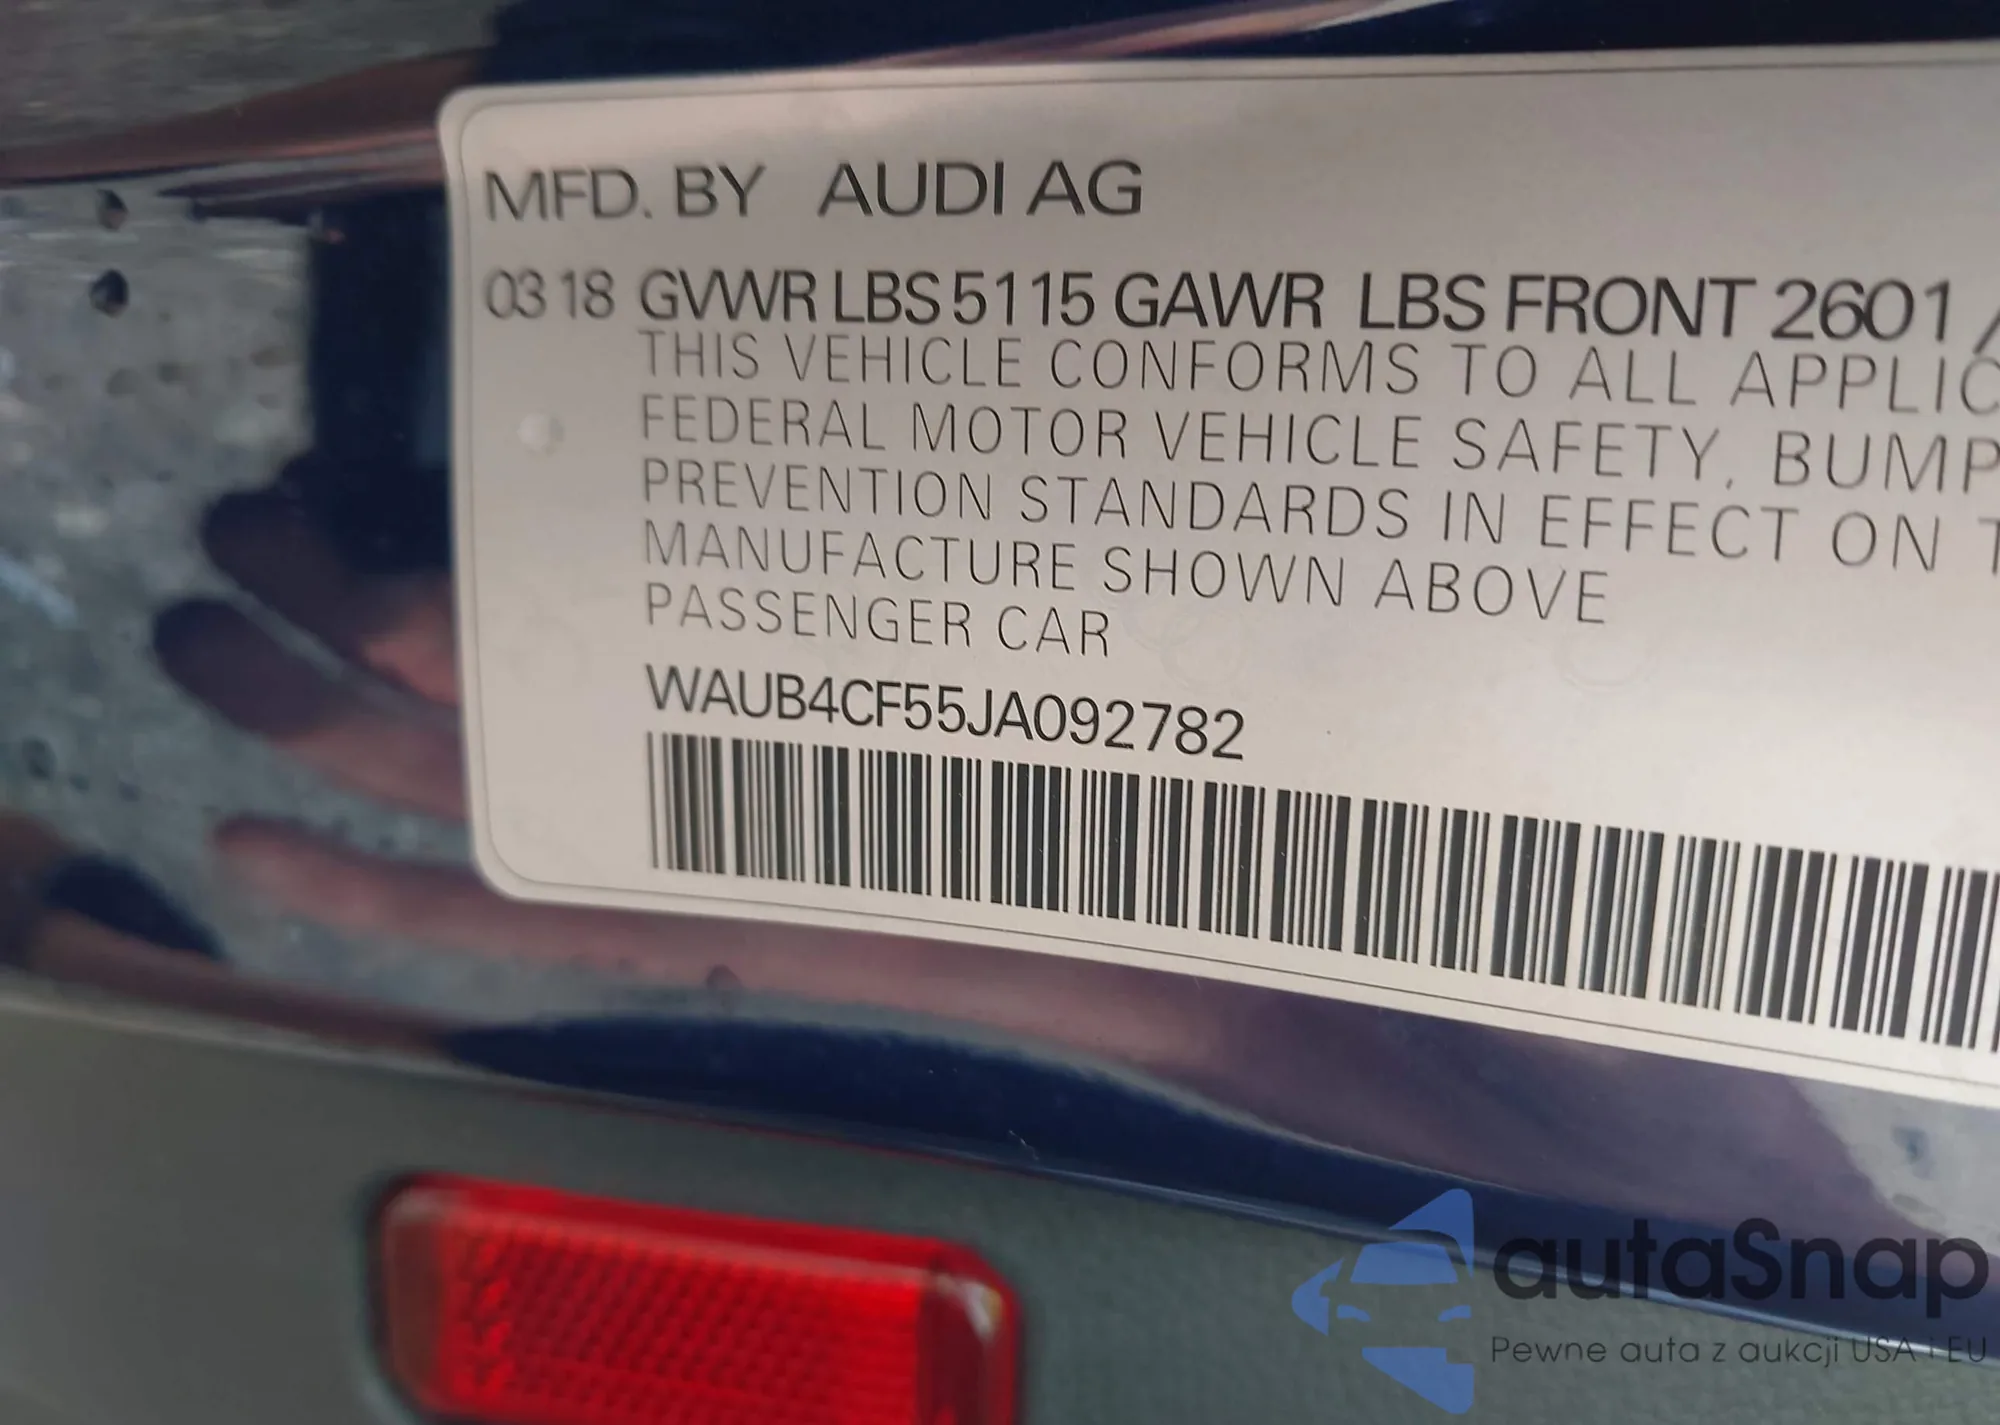 MFD. BY AUDI AG
03 18 GVWR LBS 5115 GAWR LBS FRONT 2601 /
THIS VEHICLE CONFORMS TO ALL APPLIC
FEDERAL MOTOR VEHICLE SAFETY, BUMP
PREVENTION STANDARDS IN EFFECT ON T
MANUFACTURE SHOWN ABOVE
PASSENGER CAR
WAUB4CF55JA092782
autaSnap
Pewne auta z aukcji USA i EU